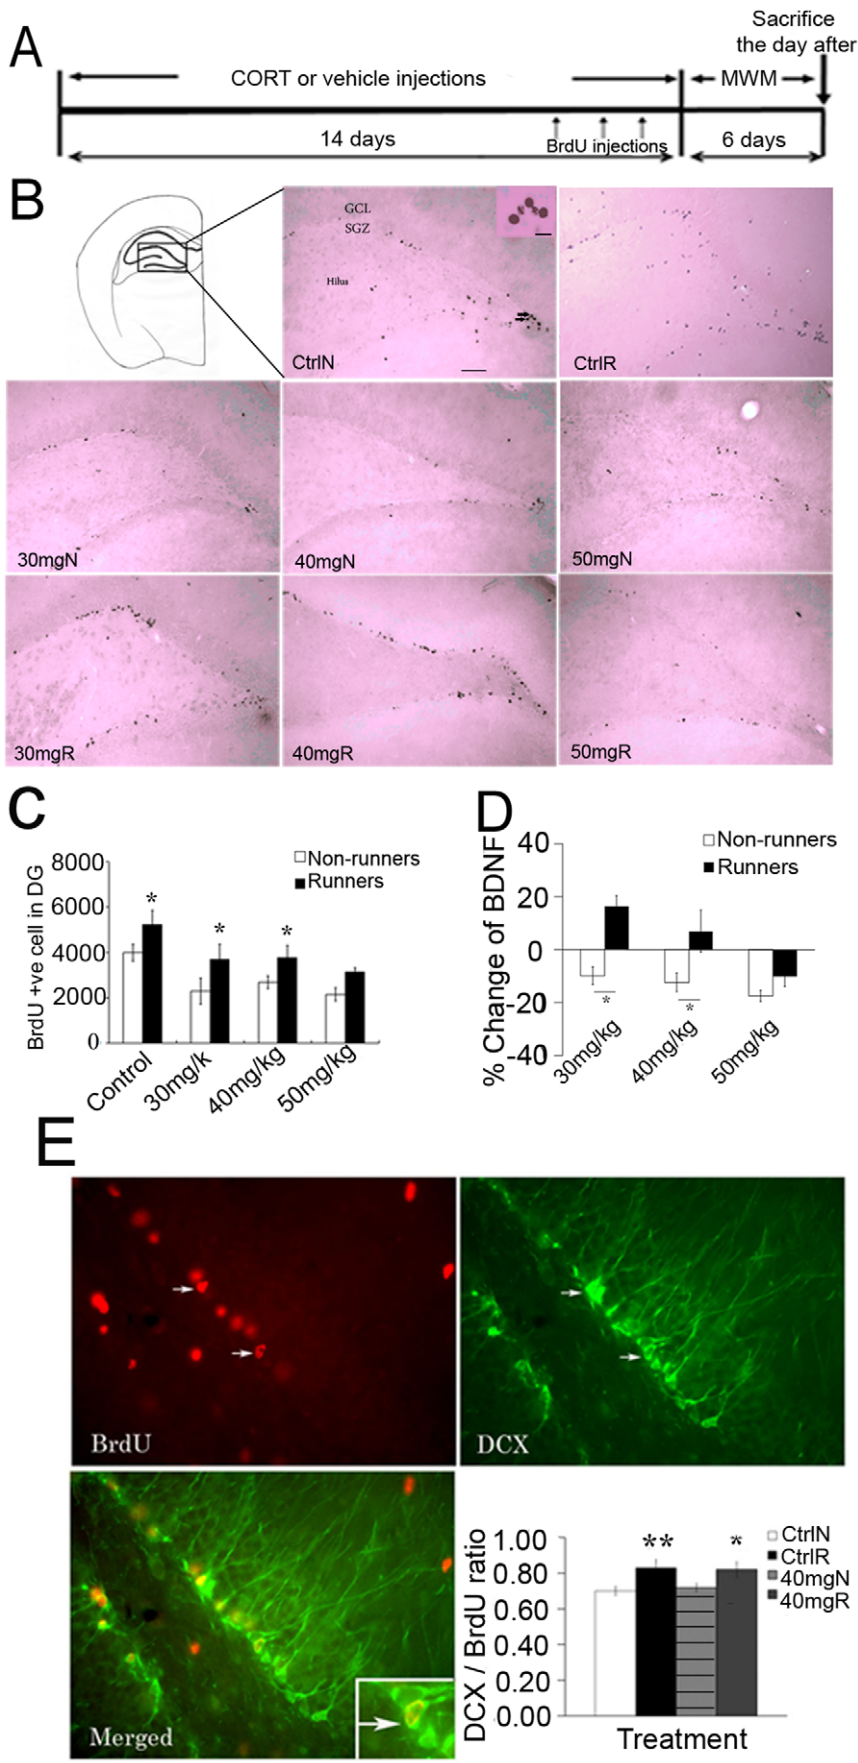 A
Sacrifice
the day after
CORT or vehicle injections
MWM
14 days
BrdU injections
6 days
B
GCL
SGZ
Hilus
CtrlN
CtrlR
30mgN
40mgN
50mgN
30mgR
40mgR
50mgR
C
BrdU +ve cell in DG
8000
6000
4000
2000
0
Non-runners
Runners
*
*
*
Control
30mg/k
40mg/kg
50mg/kg
D
% Change of BDNF
40
20
0
-20
-40
Non-runners
Runners
*
*
30mg/kg
40mg/kg
50mg/kg
E
BrdU
DCX
Merged
DCX / BrdU ratio
1.00
0.80
0.60
0.40
0.20
0.00
**
*
CtrlN
CtrlR
40mgN
40mgR
Treatment